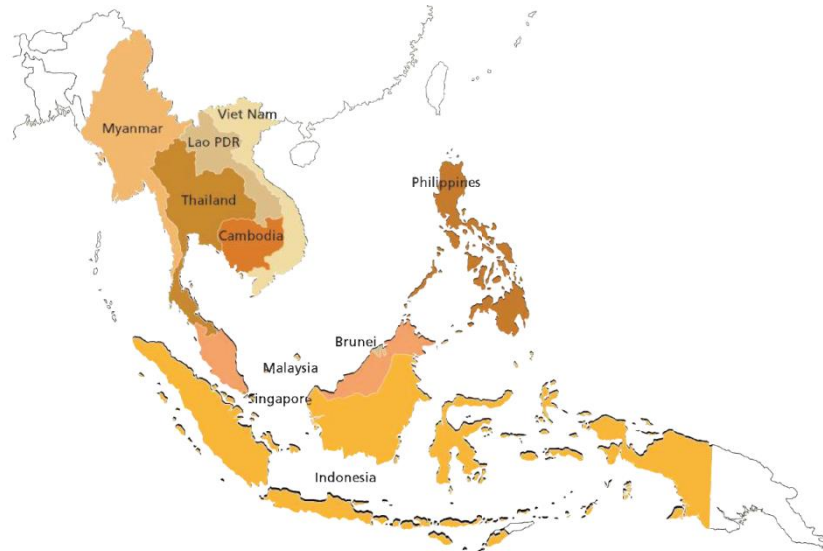 Viet Nam
Myanmar
Lao PDR
Philippines
Thailand
Cambodia
Brunei
Malaysia
Singapore
Indonesia